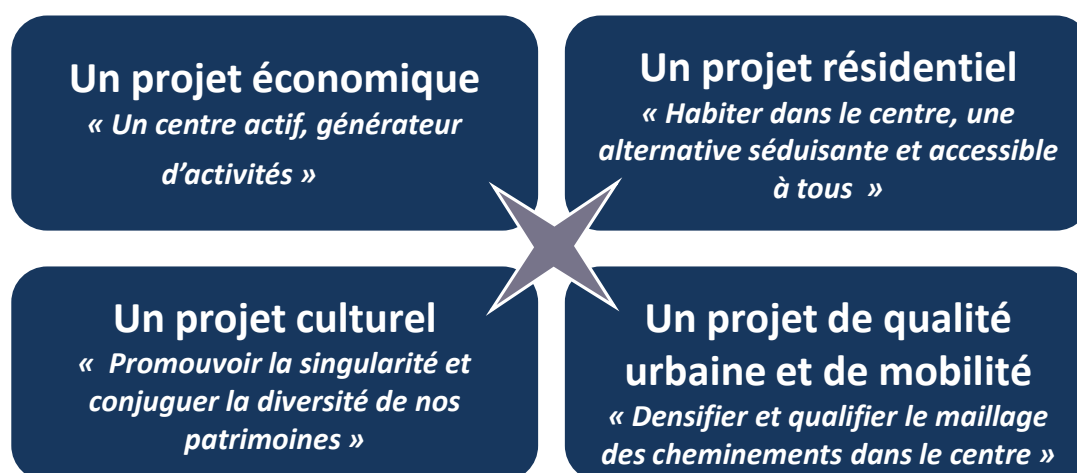 Un projet économique
« Un centre actif, générateur
d'activités »
Un projet résidentiel
« Habiter dans le centre, une
alternative séduisante et accessible
à tous  »
Un projet culturel
«  Promouvoir la singularité et
conjuguer la diversité de nos
patrimoines »
Un projet de qualité
urbaine et de mobilité
« Densifier et qualifier le maillage
des cheminements dans le centre »